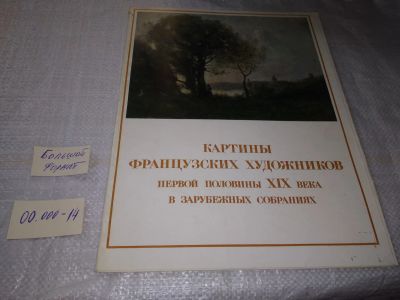 КАРТИНЫ
ФРАНЦУЗСКИХ ХУДОЖНИКОВ
ПЕРВОЙ ПОЛОВИНЫ XIX ВЕКА
В ЗАРУБЕЖНЫХ СОБРАНИЯХ
Большой
формат
00.000-14